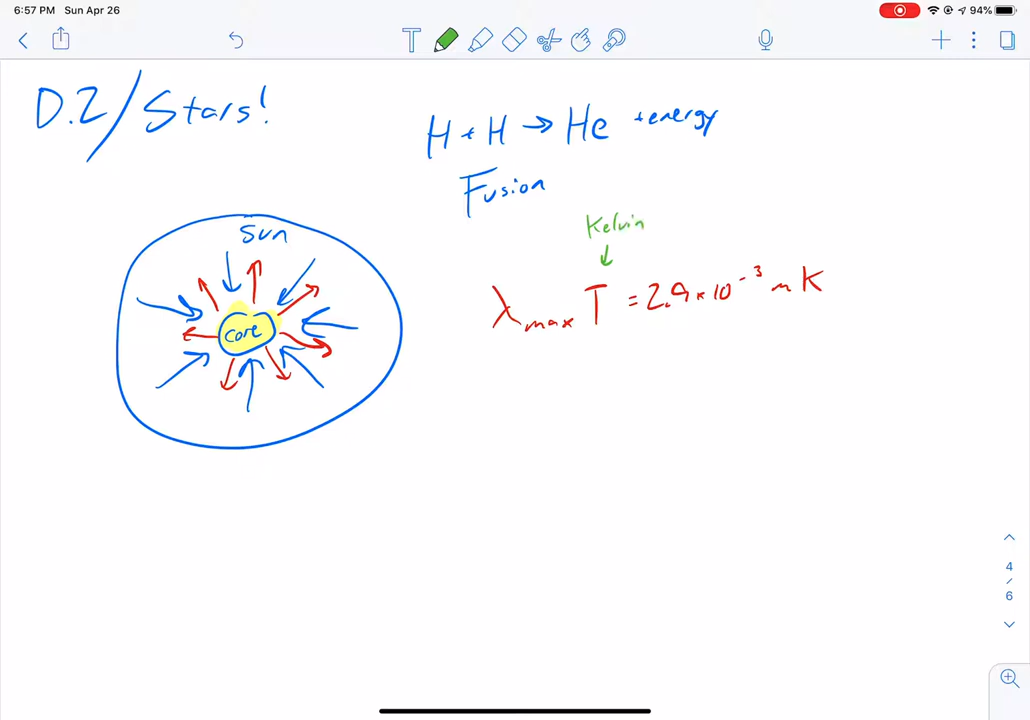 6:57 PM Sun Apr 26
94%
D.2/Stars!
H + H → He + energy
Fusion
Sun
core
Kelvin
↓
λmax T = 2.9 × 10⁻³ m K
4
/
6